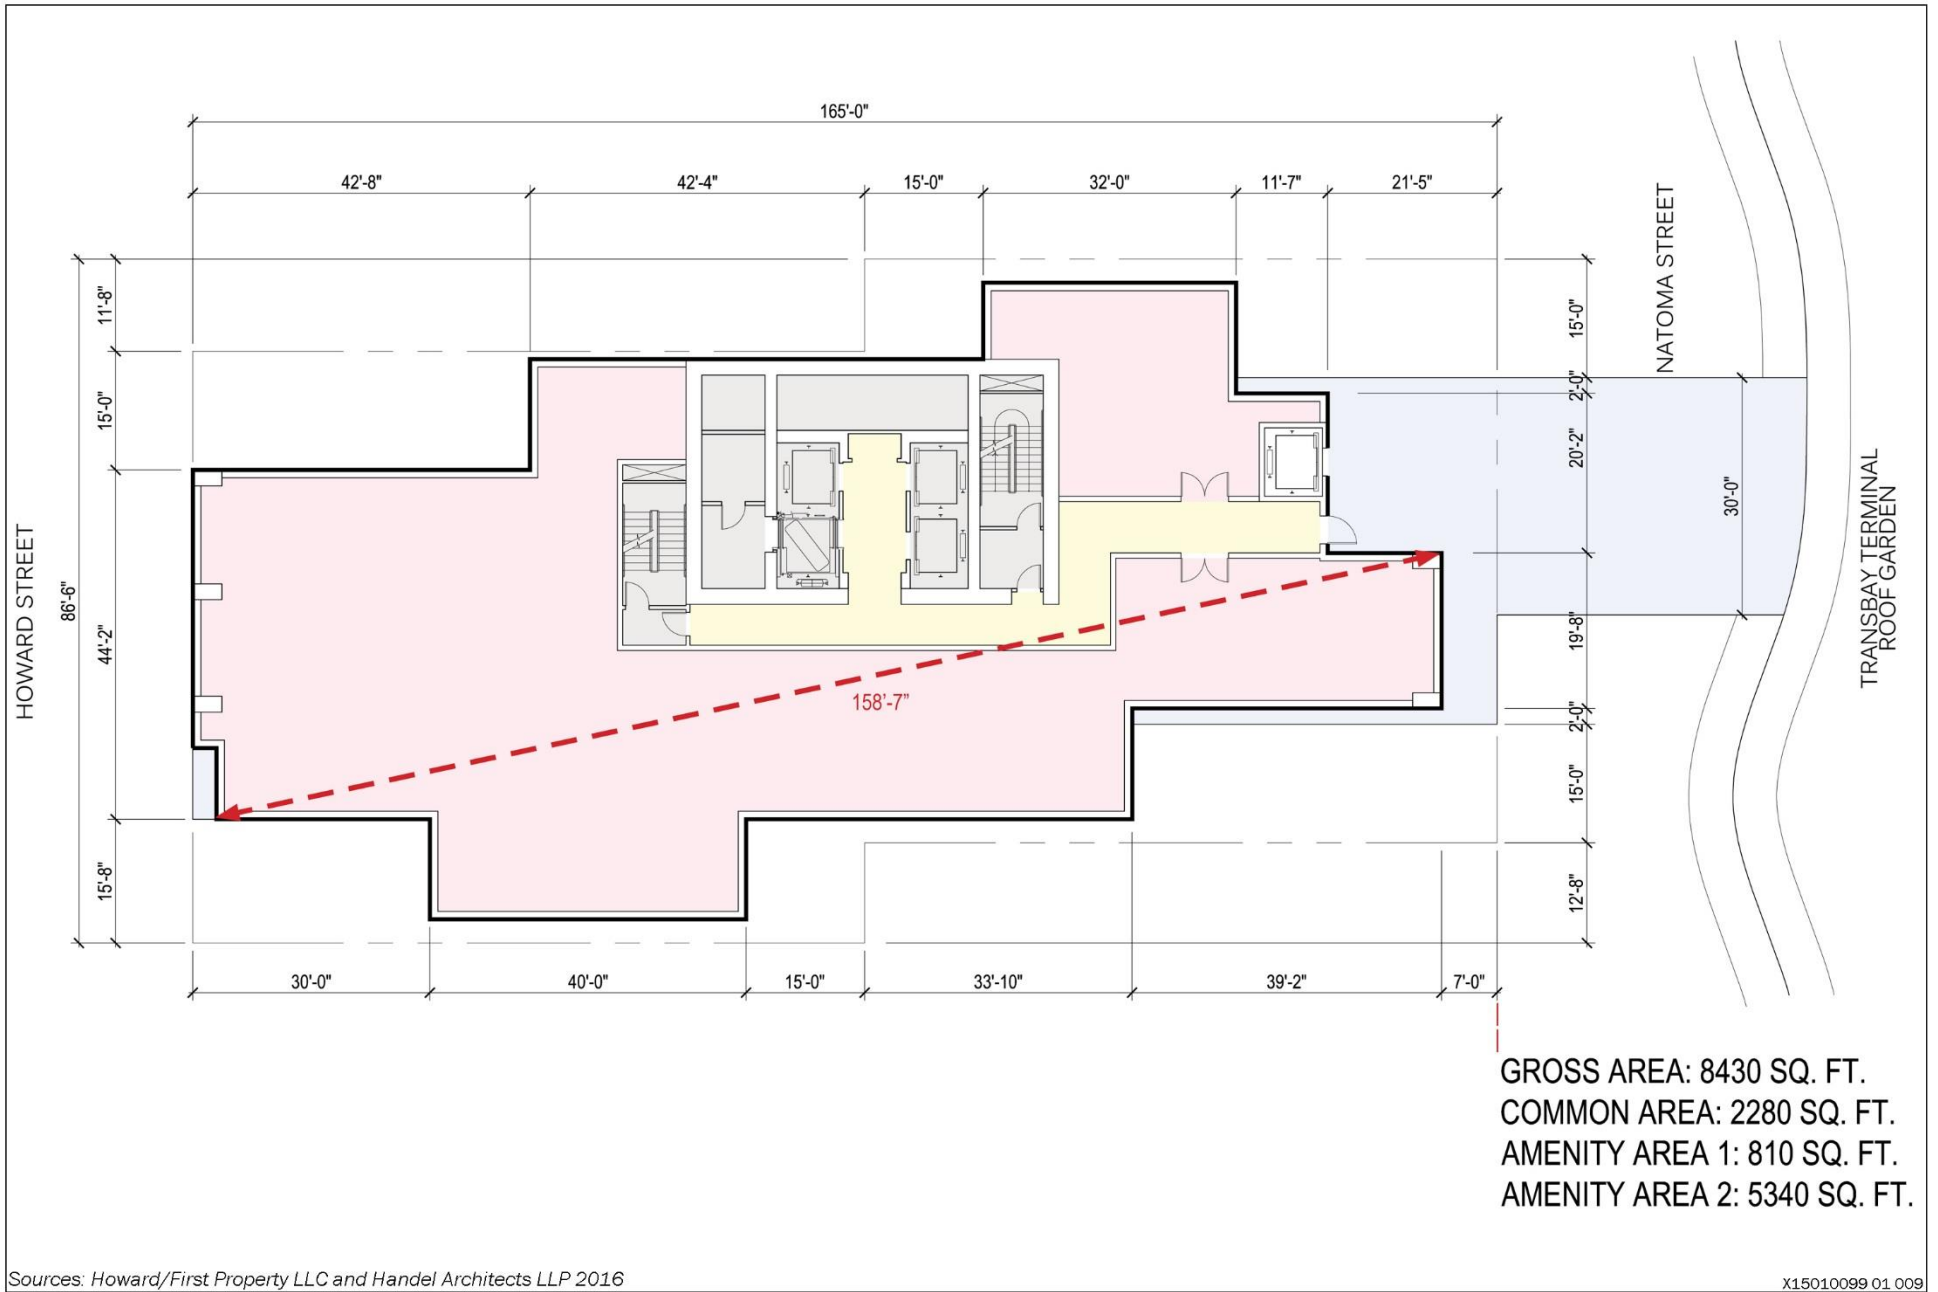 165'-0"
42'-8"
42'-4"
15'-0"
32'-0"
11'-7"
21'-5"
NATOMA STREET
11'-8"
15'-0"
44'-2"
15'-8"
86'-6"
HOWARD STREET
15'-0"
2'-0"
20'-2"
30'-0"
19'-8"
2'-0"
15'-0"
12'-8"
TRANSBAY TERMINAL
ROOF GARDEN
158'-7"
30'-0"
40'-0"
15'-0"
33'-10"
39'-2"
7'-0"
GROSS AREA: 8430 SQ. FT.
COMMON AREA: 2280 SQ. FT.
AMENITY AREA 1: 810 SQ. FT.
AMENITY AREA 2: 5340 SQ. FT.
Sources: Howard/First Property LLC and Handel Architects LLP 2016
X15010099 01 009